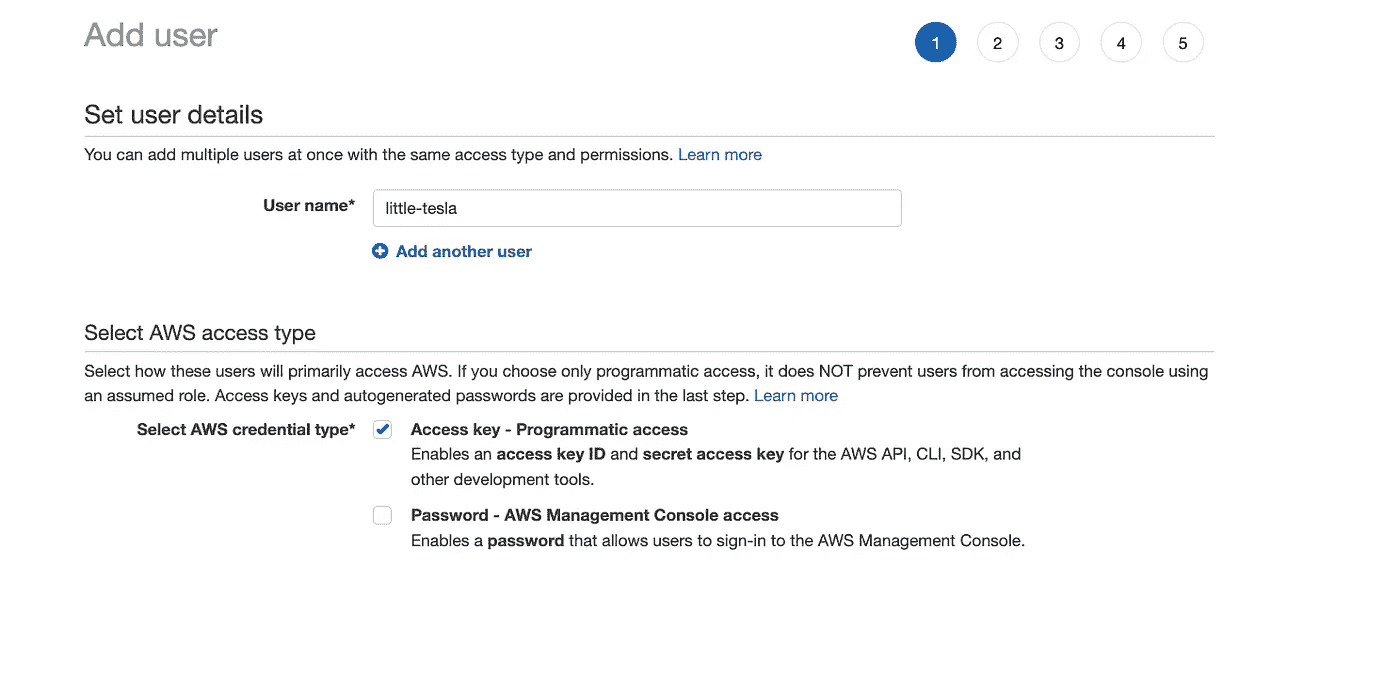 Add user
1 2 3 4 5
Set user details
You can add multiple users at once with the same access type and permissions. Learn more
User name* little-tesla
Add another user
Select AWS access type
Select how these users will primarily access AWS. If you choose only programmatic access, it does NOT prevent users from accessing the console using
an assumed role. Access keys and autogenerated passwords are provided in the last step. Learn more
Select AWS credential type* Access key - Programmatic access
Enables an access key ID and secret access key for the AWS API, CLI, SDK, and
other development tools.
Password - AWS Management Console access
Enables a password that allows users to sign-in to the AWS Management Console.